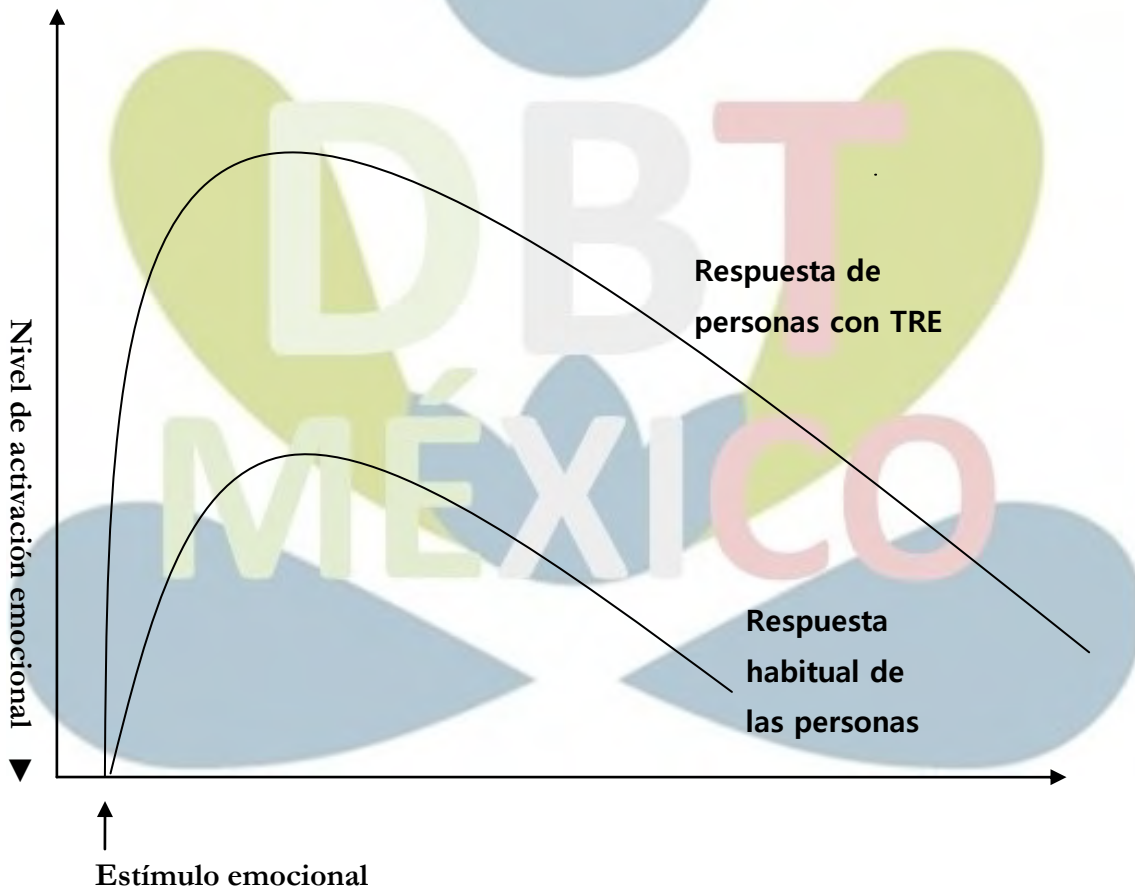 DBT
MÉXICO
Respuesta de
personas con TRE
Nivel de activación emocional
Respuesta
habitual de
las personas
Estímulo emocional